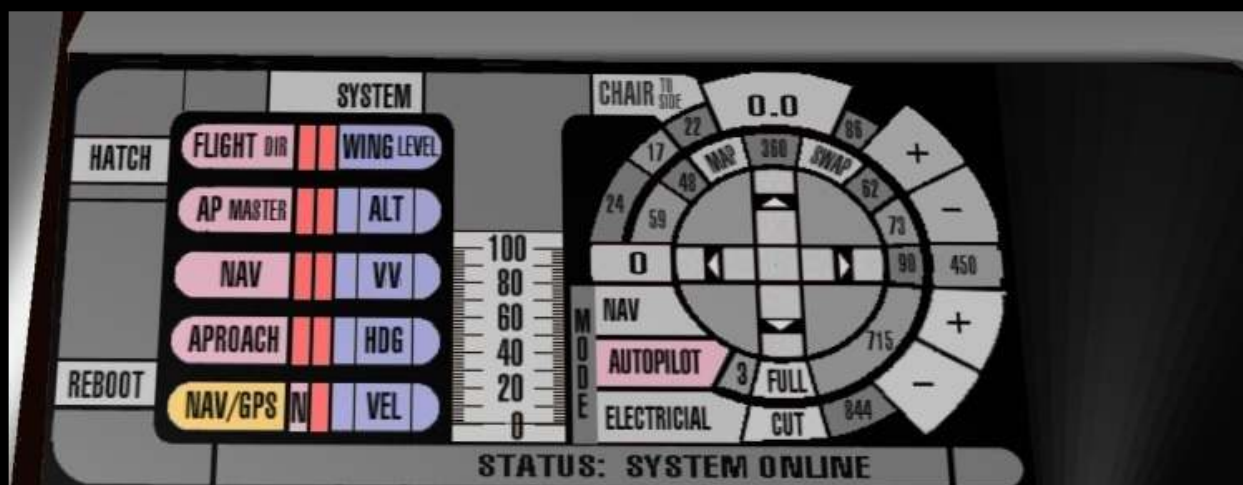 SYSTEM
HATCH
REBOOT
FLIGHT DIR
WING LEVEL
AP MASTER
ALT
NAV
VV
APROACH
HDG
NAV/GPS
N
VEL
100
80
60
40
20
0
CHAIR TO SIDE
0.0
22
17
24
86
MAP
360
SWAP
48
59
62
73
90
450
+
-
+
-
0
MODE
NAV
AUTOPILOT
ELECTRICIAL
3
FULL
CUT
715
844
STATUS: SYSTEM ONLINE